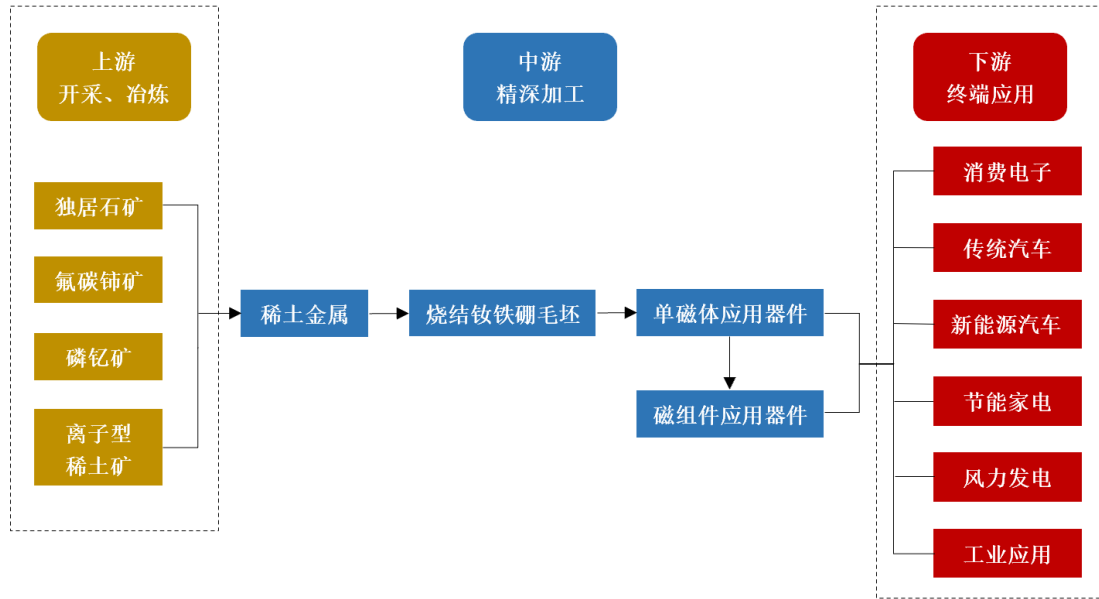 上游
开采、冶炼
中游
精深加工
下游
终端应用
独居石矿
氟碳铈矿
磷钇矿
离子型
稀土矿
稀土金属
烧结钕铁硼毛坯
单磁体应用器件
磁组件应用器件
消费电子
传统汽车
新能源汽车
节能家电
风力发电
工业应用